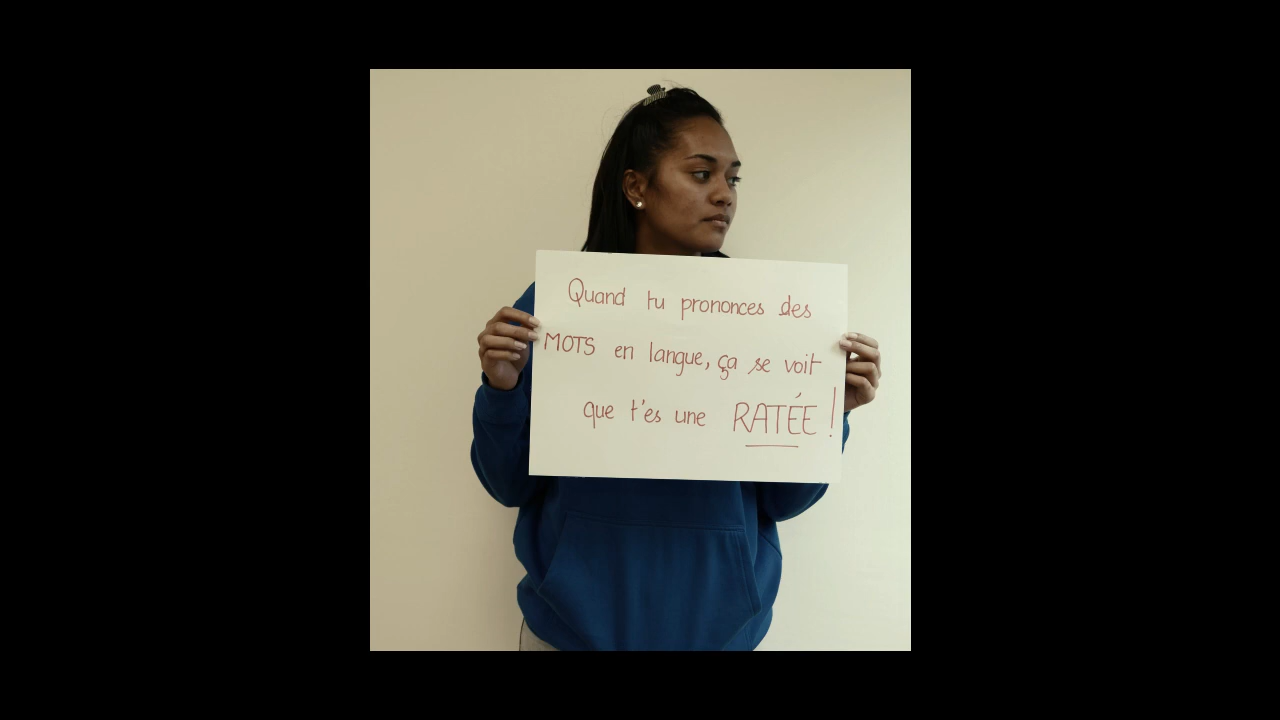 Quand tu prononces des
MOTS en langue, ça se voit
que t'es une RATÉE !